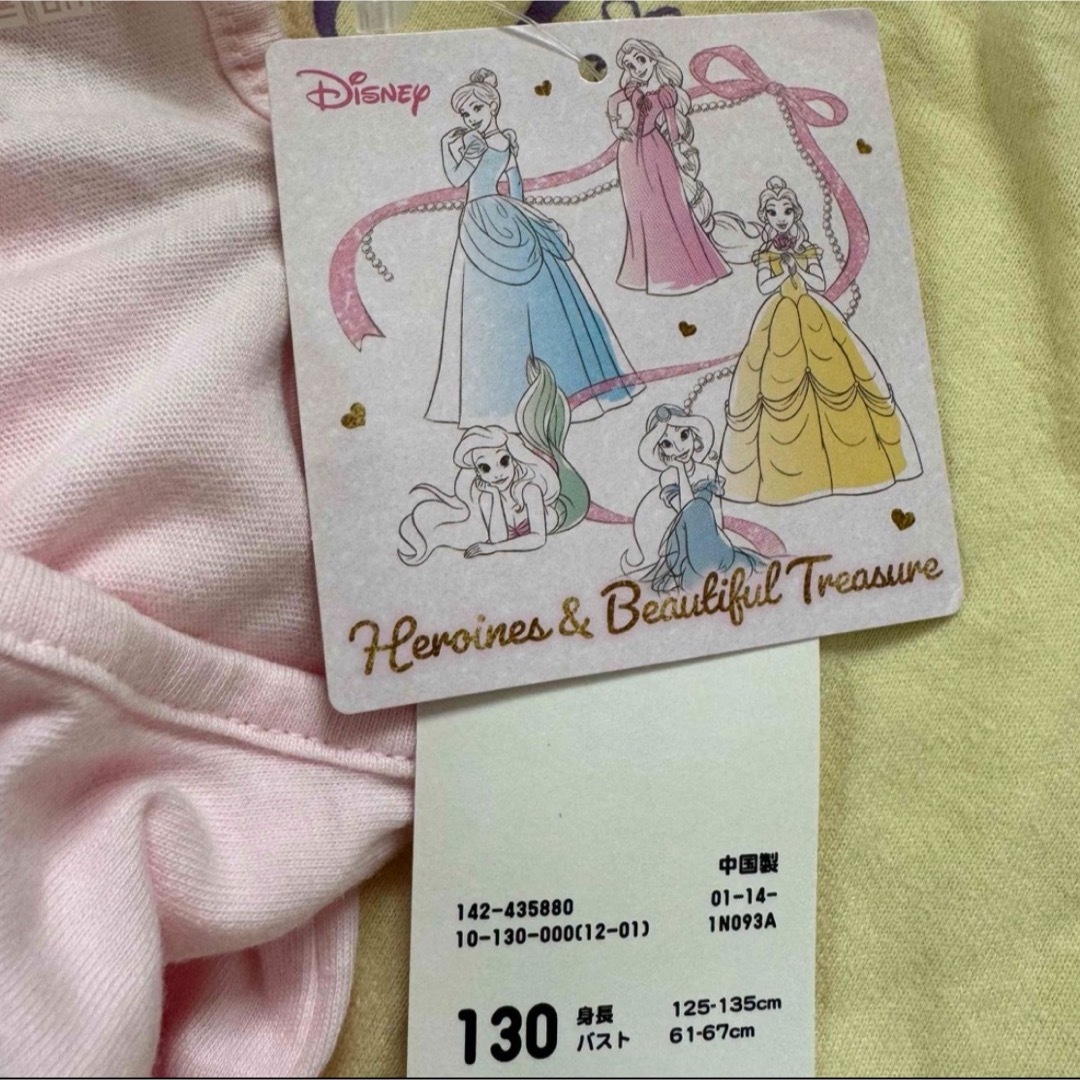 Disney
Heroines & Beautiful Treasure
中国製
142-435880 01-14-
10-130-000(12-01) 1N093A
130 身長 125-135cm
バスト 61-67cm